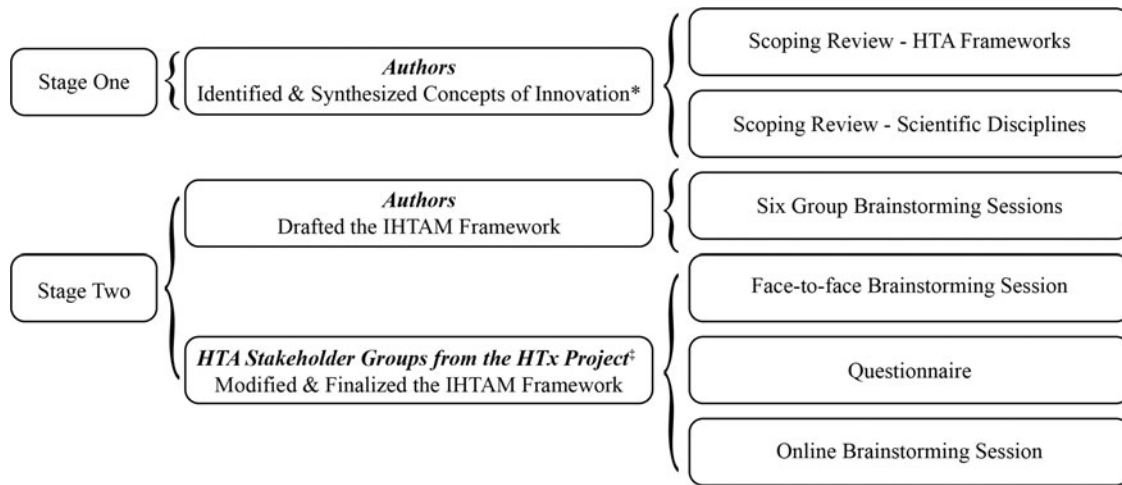 Stage One
Authors
Identified & Synthesized Concepts of Innovation*
Scoping Review - HTA Frameworks
Scoping Review - Scientific Disciplines
Stage Two
Authors
Drafted the IHTAM Framework
Six Group Brainstorming Sessions
HTA Stakeholder Groups from the HTx Project‡
Modified & Finalized the IHTAM Framework
Face-to-face Brainstorming Session
Questionnaire
Online Brainstorming Session